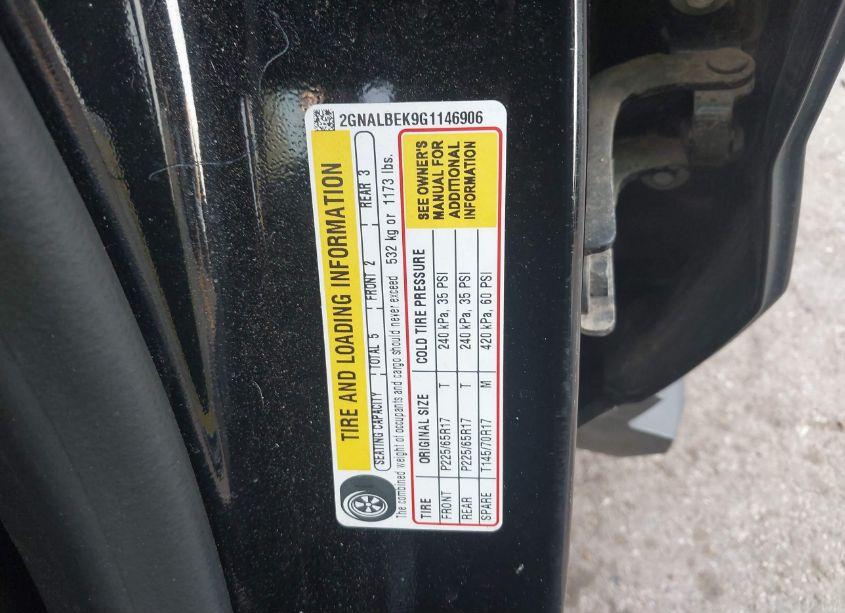 2GNALBEK9G1146906
TIRE AND LOADING INFORMATION
SEATING CAPACITY TOTAL 5 FRONT 2 REAR 3
The combined weight of occupants and cargo should never exceed 532 kg or 1173 lbs.
TIRE ORIGINAL SIZE COLD TIRE PRESSURE
FRONT P225/65R17 T 240 kPa, 35 PSI
REAR P225/65R17 T 240 kPa, 35 PSI
SPARE T145/70R17 M 420 kPa, 60 PSI
SEE OWNER'S
MANUAL FOR
ADDITIONAL
INFORMATION